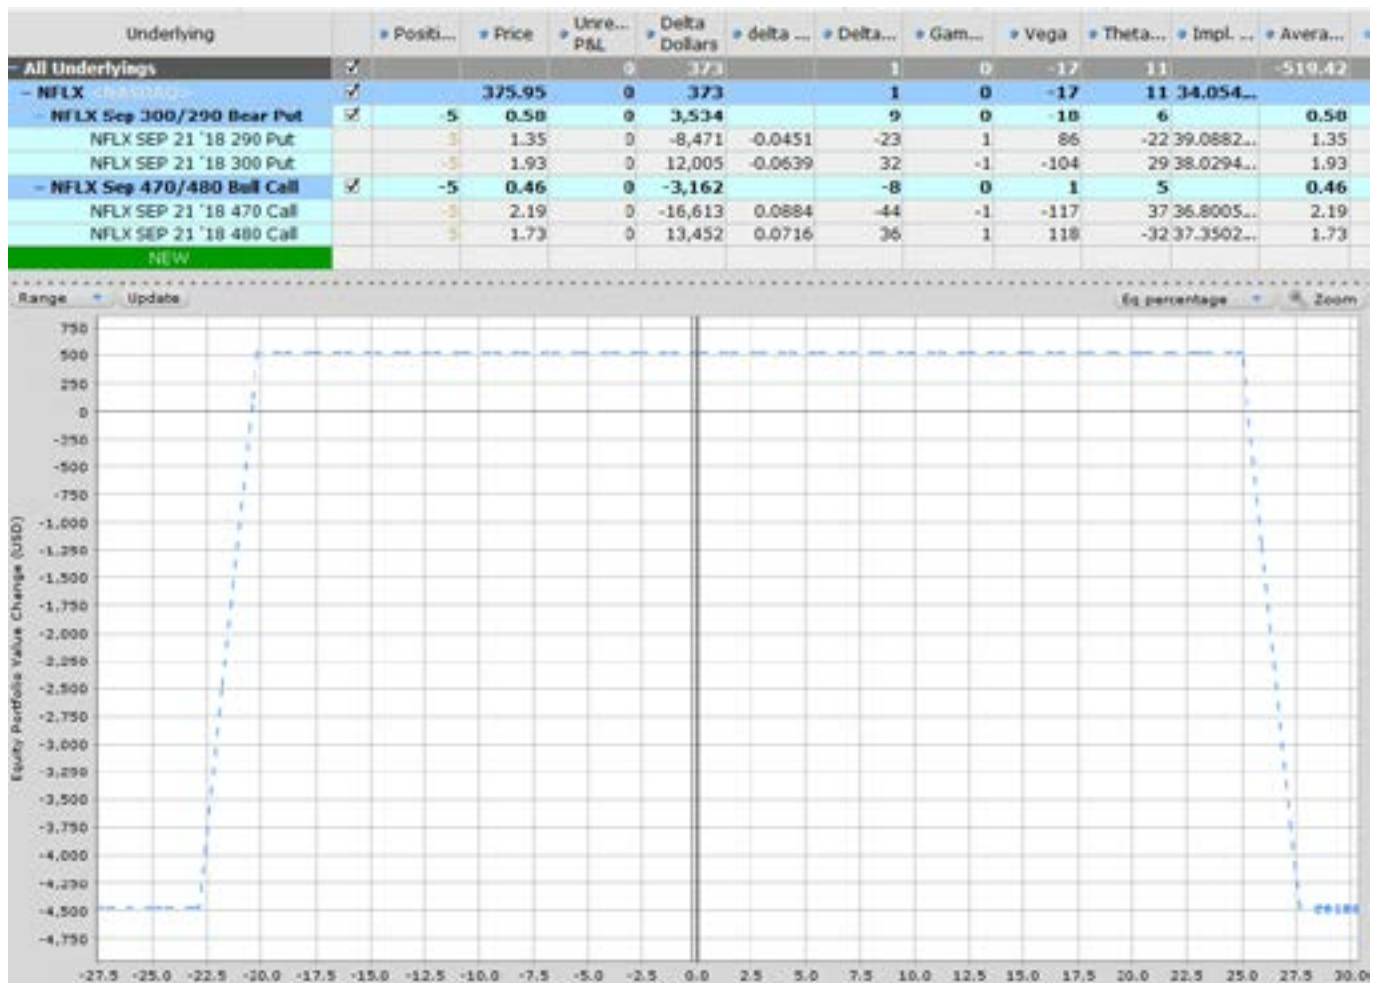 Underlying Positi... Price Unre... P&L Delta Dollars delta ... Delta... Gam... Vega Theta... Impl. ... Avera...
- All Underlyings 0 373 1 0 -17 11 -519.42
- NFLX <NASDAQ> 375.95 0 373 1 0 -17 11 34.054...
- NFLX Sep 300/290 Bear Put -5 0.58 0 3,534 9 0 -18 6 0.58
NFLX SEP 21 '18 290 Put 5 1.35 0 -8,471 -0.0451 -23 1 86 -22 39.0882... 1.35
NFLX SEP 21 '18 300 Put -5 1.93 0 12,005 -0.0639 32 -1 -104 29 38.0294... 1.93
- NFLX Sep 470/480 Bull Call -5 0.46 0 -3,162 -8 0 1 5 0.46
NFLX SEP 21 '18 470 Call -5 2.19 0 -16,613 0.0884 -44 -1 -117 37 36.8005... 2.19
NFLX SEP 21 '18 480 Call 5 1.73 0 13,452 0.0716 36 1 118 -32 37.3502... 1.73
NEW
Range Update Eq percentage Zoom
Equity Portfolio Value Change (USD)
750
500
250
0
-250
-500
-750
-1,000
-1,250
-1,500
-1,750
-2,000
-2,250
-2,500
-2,750
-3,000
-3,250
-3,500
-3,750
-4,000
-4,250
-4,500
-4,750
-27.5 -25.0 -22.5 -20.0 -17.5 -15.0 -12.5 -10.0 -7.5 -5.0 -2.5 0.0 2.5 5.0 7.5 10.0 12.5 15.0 17.5 20.0 22.5 25.0 27.5 30.0